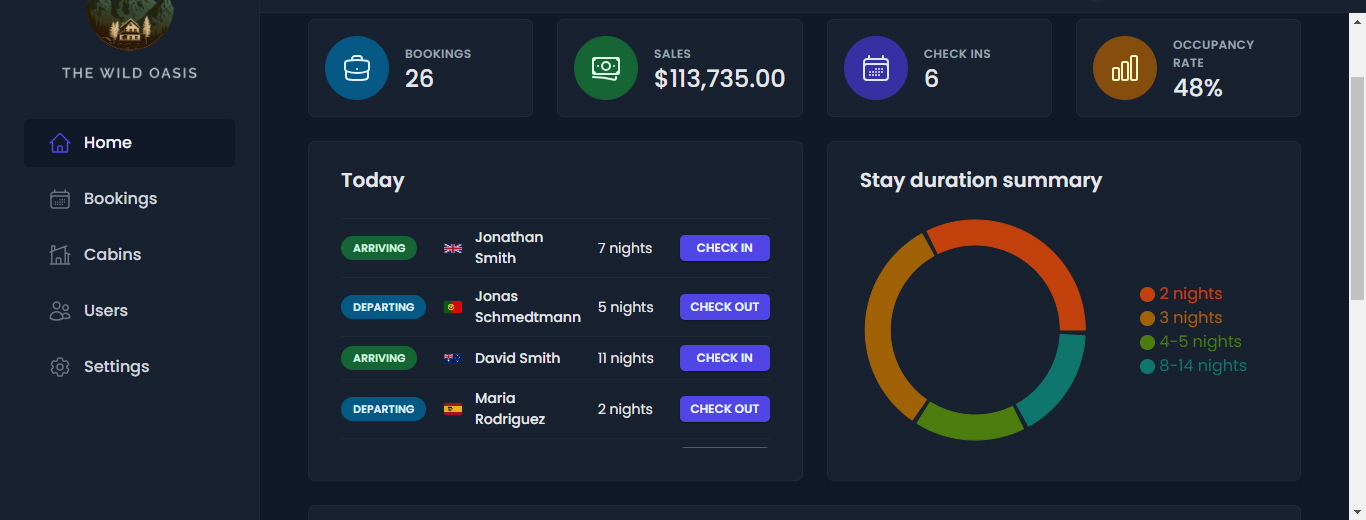 THE WILD OASIS
Home
Bookings
Cabins
Users
Settings
BOOKINGS
26
SALES
$113,735.00
CHECK INS
6
OCCUPANCY
RATE
48%
Today
ARRIVING
Jonathan
Smith
7 nights
CHECK IN
DEPARTING
Jonas
Schmedtmann
5 nights
CHECK OUT
ARRIVING
David Smith
11 nights
CHECK IN
DEPARTING
Maria
Rodriguez
2 nights
CHECK OUT
Stay duration summary
2 nights
3 nights
4-5 nights
8-14 nights